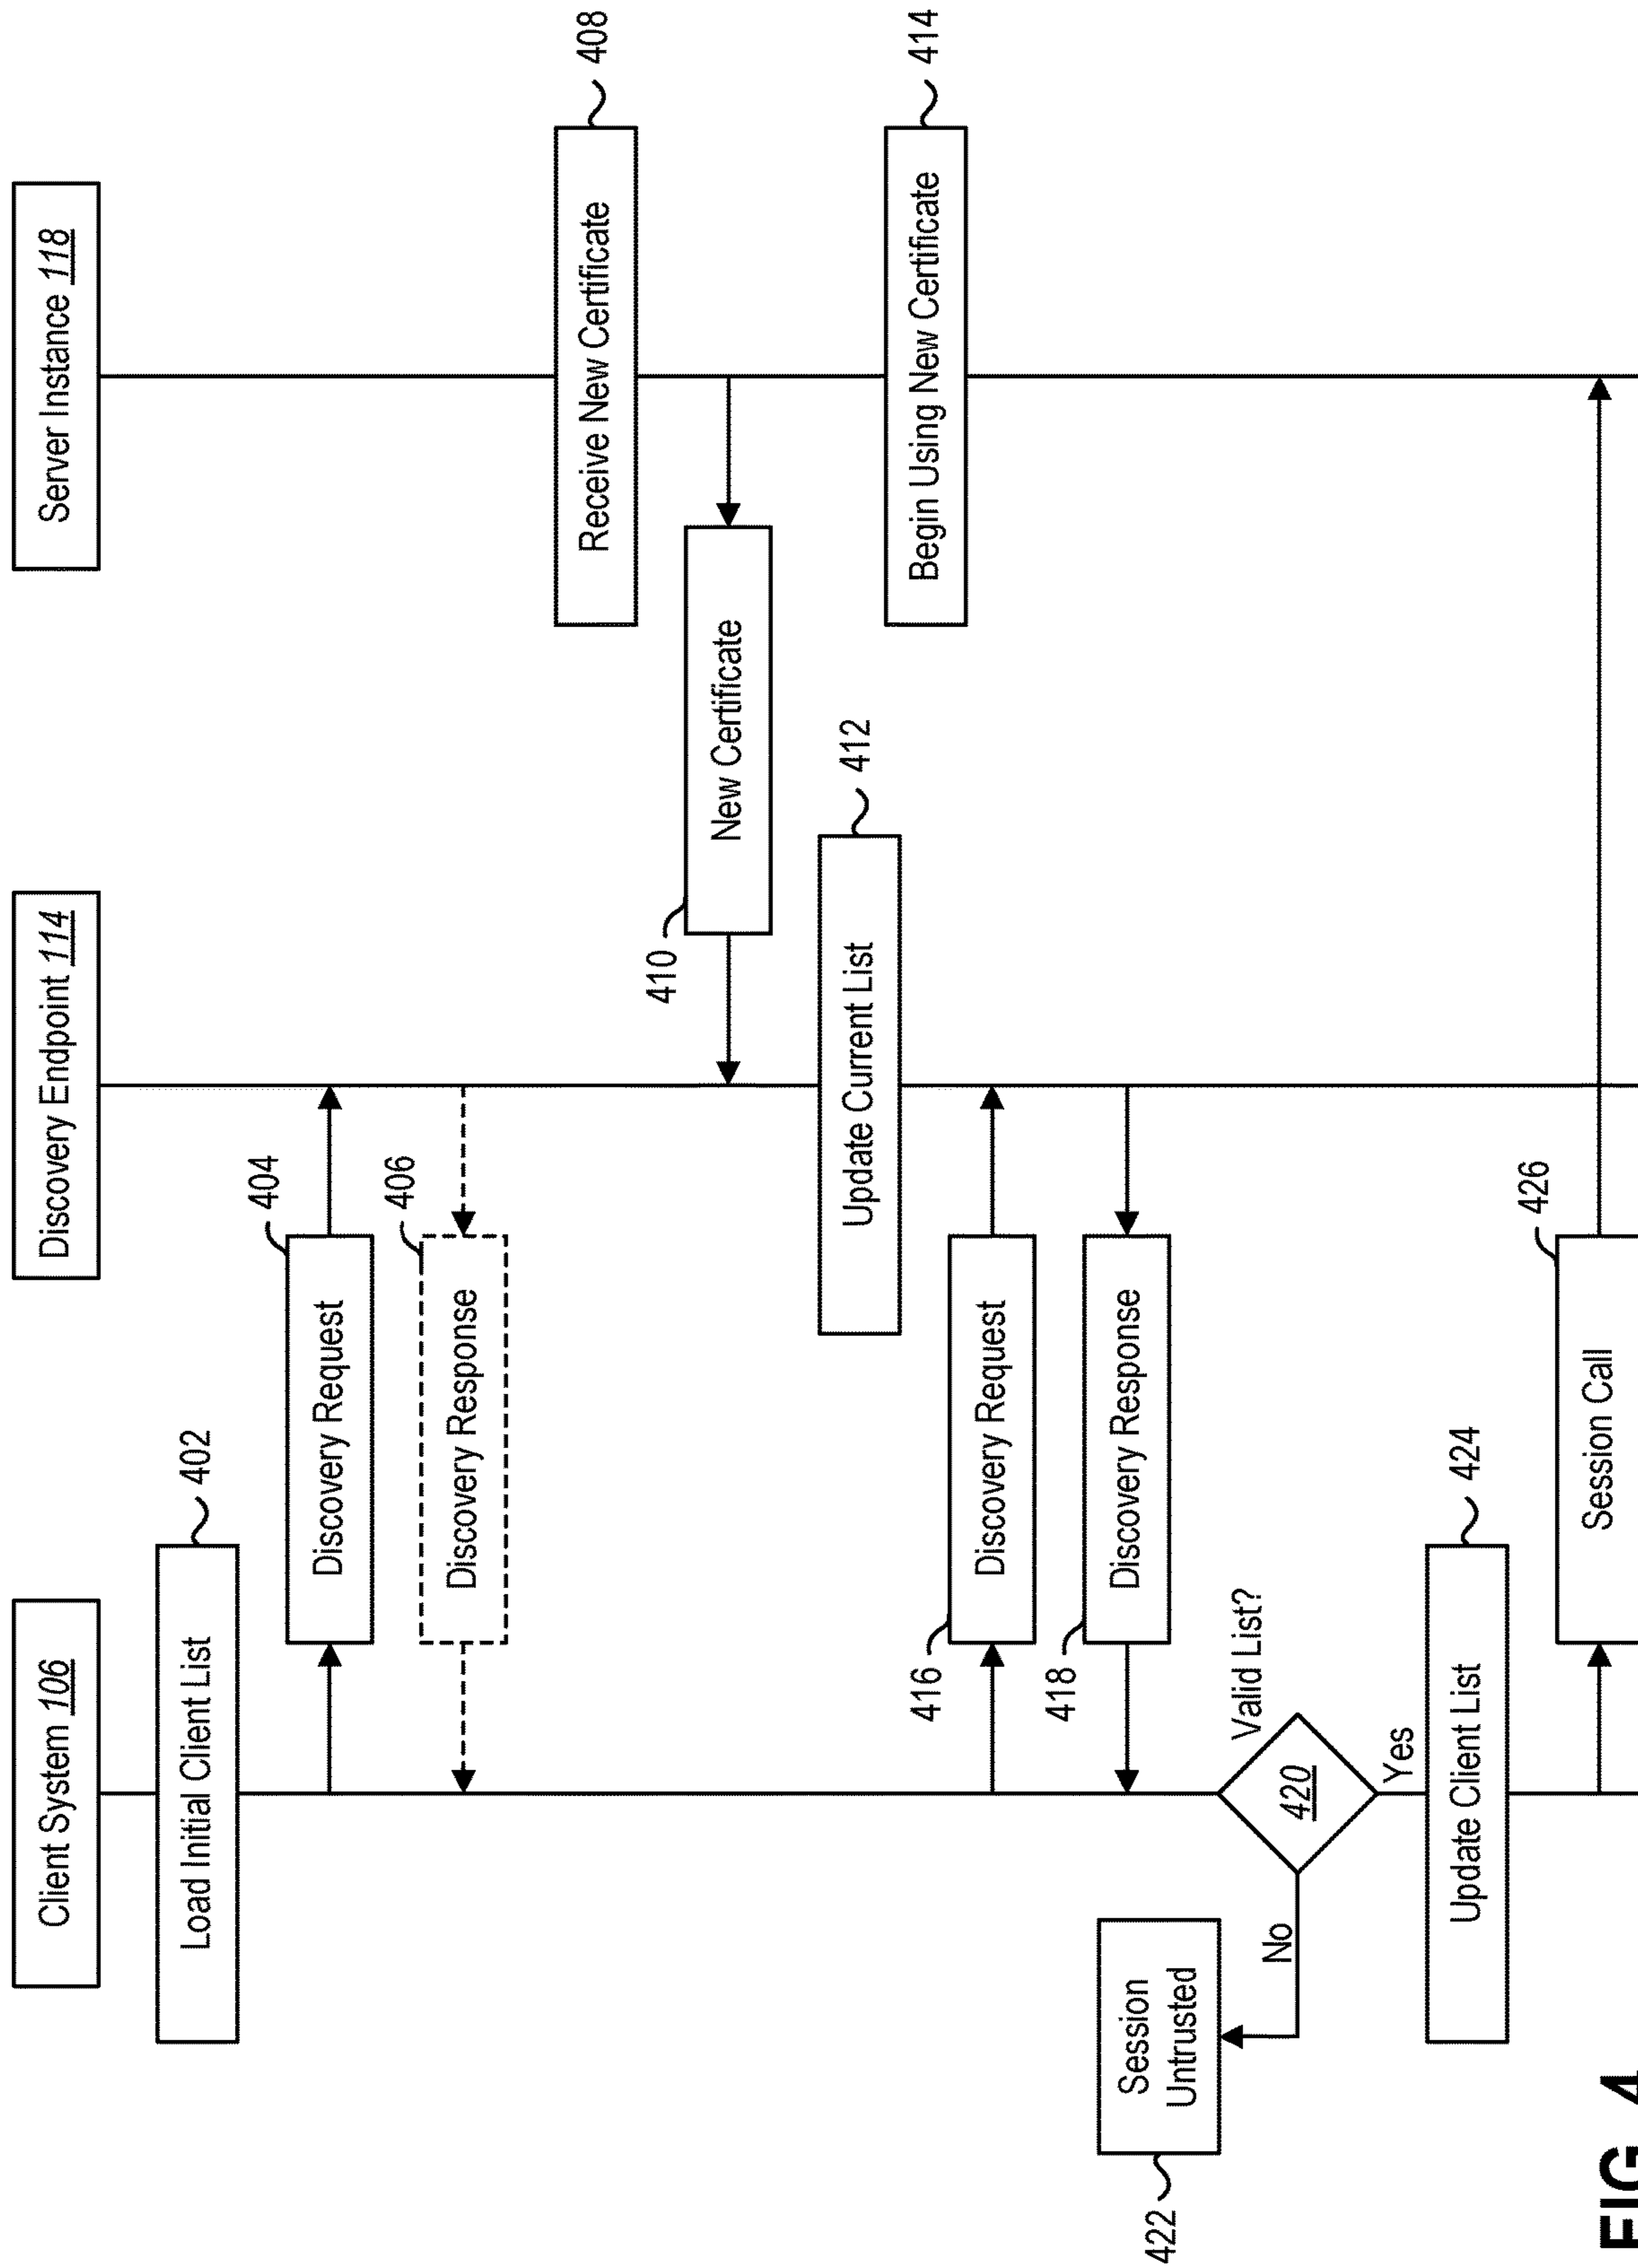 Client System 106
Discovery Endpoint 114
Server Instance 118
Load Initial Client List
402
404
Discovery Request
406
Discovery Response
408
Receive New Certificate
410
New Certificate
412
Update Current List
414
Begin Using New Certificate
416
Discovery Request
418
Discovery Response
Valid List?
420
No
Yes
Session
Untrusted
422
424
Update Client List
426
Session Call
FIG. 4